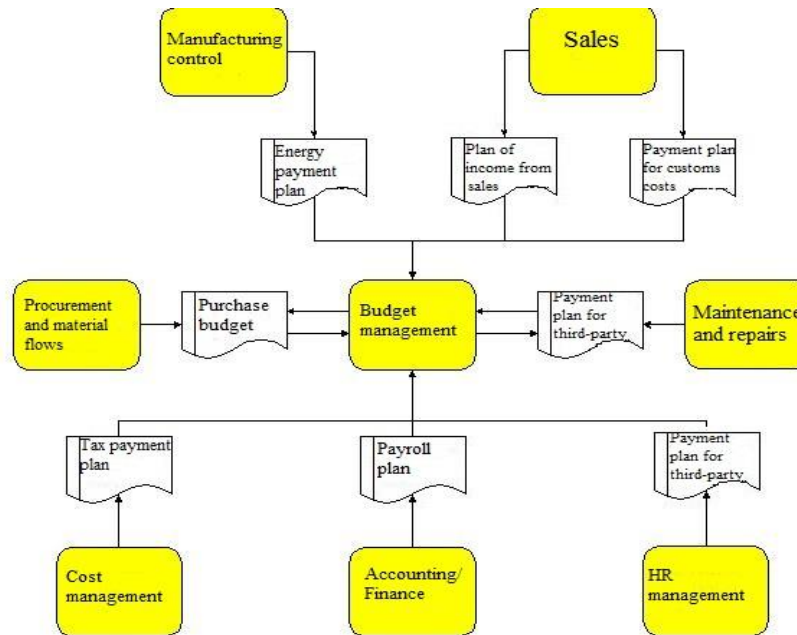 Manufacturing
control
Sales
Energy
payment
plan
Plan of
income from
sales
Payment plan
for customs
costs
Procurement
and material
flows
Purchase
budget
Budget
management
Payment
plan for
third-party
Maintenance
and repairs
Tax payment
plan
Payroll
plan
Payment
plan for
third-party
Cost
management
Accounting/
Finance
HR
management